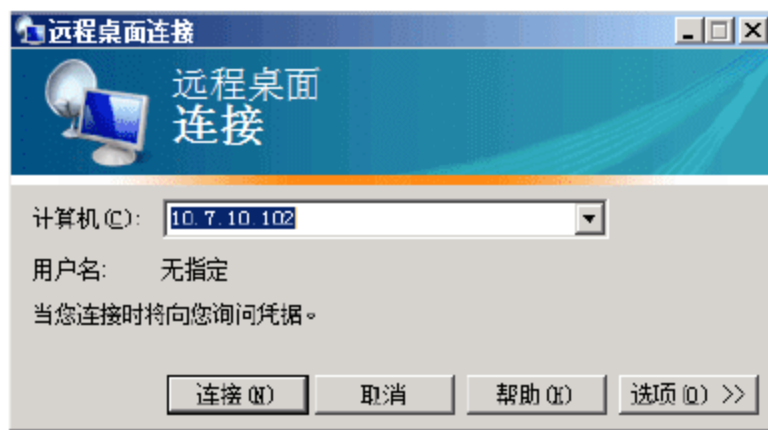 远程桌面连接
远程桌面
连接
计算机(C): 10.7.10.102
用户名: 无指定
当您连接时将向您询问凭据。
连接(N) 取消 帮助(H) 选项(O) >>